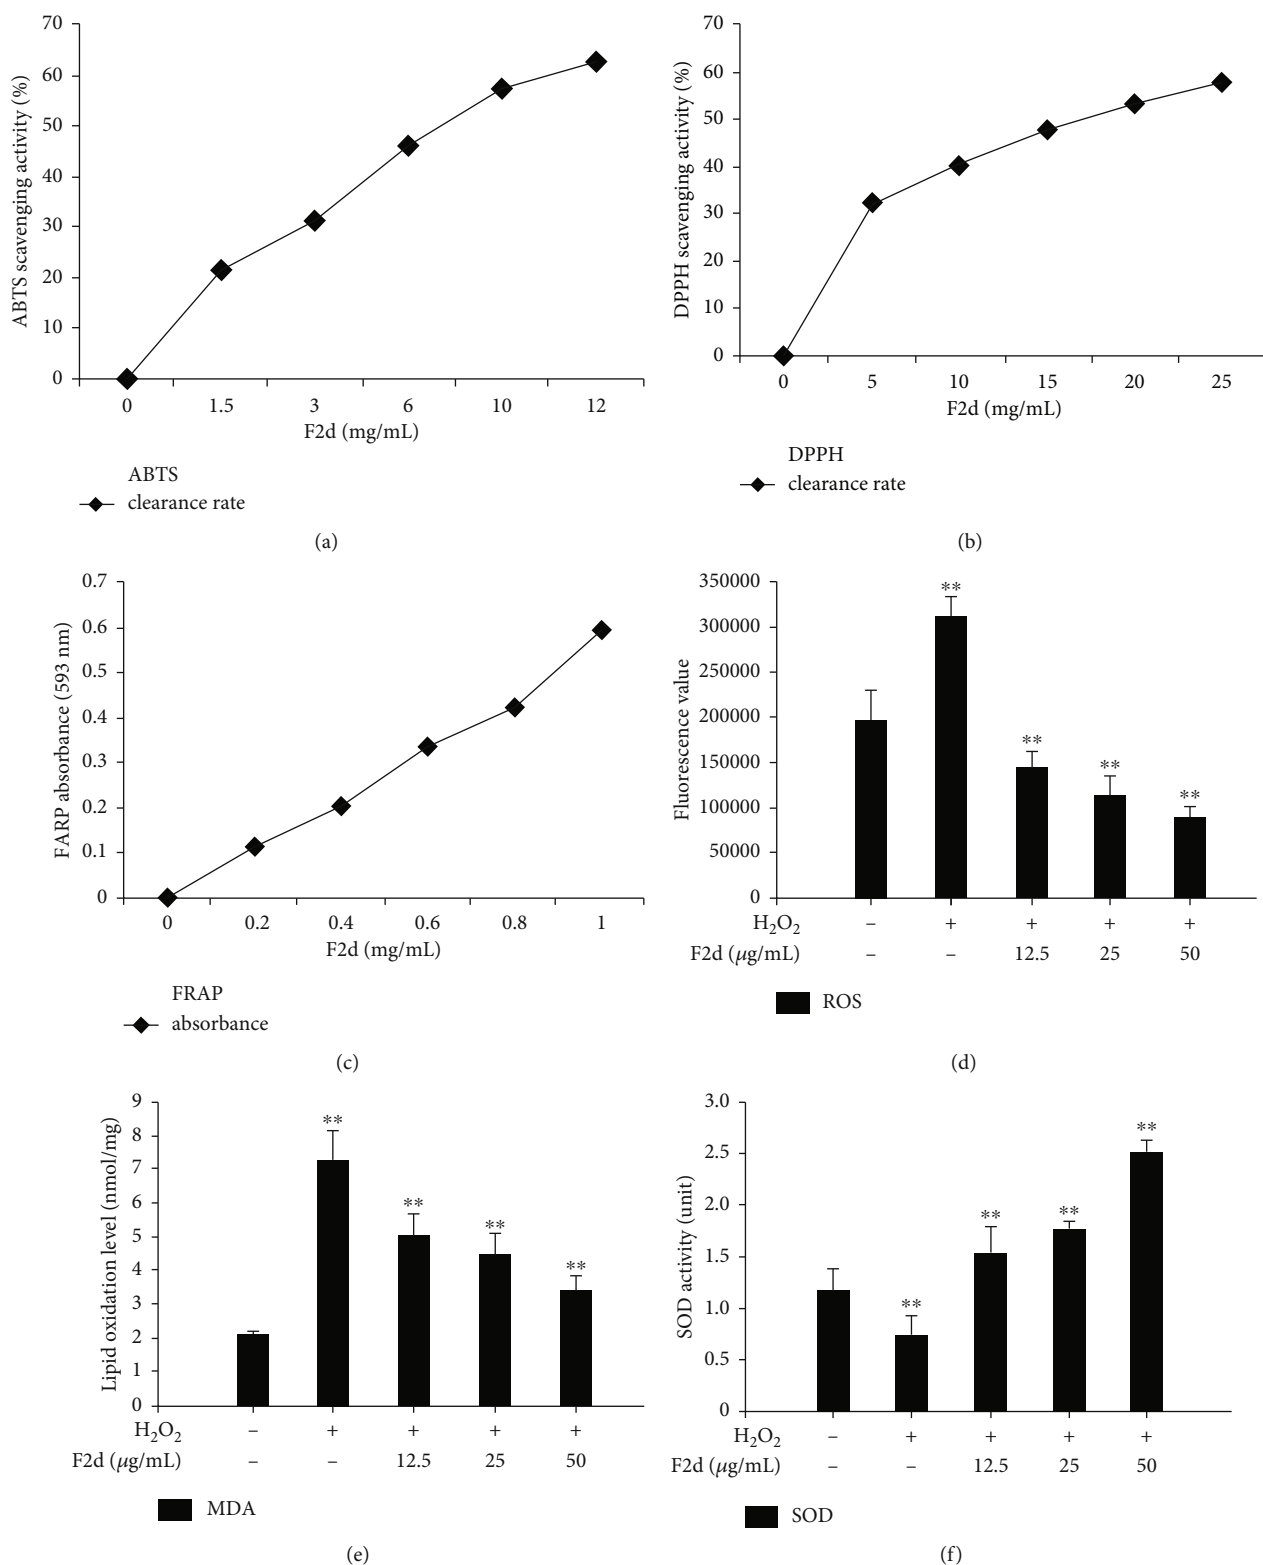 ABTS scavenging activity (%)
70
60
50
40
30
20
10
0
0 1.5 3 6 10 12
F2d (mg/mL)
ABTS
clearance rate
(a)
DPPH scavenging activity (%)
70
60
50
40
30
20
10
0
0 5 10 15 20 25
F2d (mg/mL)
DPPH
clearance rate
(b)
FARP absorbance (593 nm)
0.7
0.6
0.5
0.4
0.3
0.2
0.1
0
0 0.2 0.4 0.6 0.8 1
F2d (mg/mL)
FRAP
absorbance
(c)
Fluorescence value
350000
300000
250000
200000
150000
100000
50000
0
** ** ** **
H₂O₂ – + + + +
F2d (μg/mL) – – 12.5 25 50
ROS
(d)
Lipid oxidation level (nmol/mg)
9
8
7
6
5
4
3
2
1
0
** ** ** **
H₂O₂ – + + + +
F2d (μg/mL) – – 12.5 25 50
MDA
(e)
SOD activity (unit)
3.0
2.5
2.0
1.5
1.0
0.5
0
** ** ** **
H₂O₂ – + + + +
F2d (μg/mL) – – 12.5 25 50
SOD
(f)